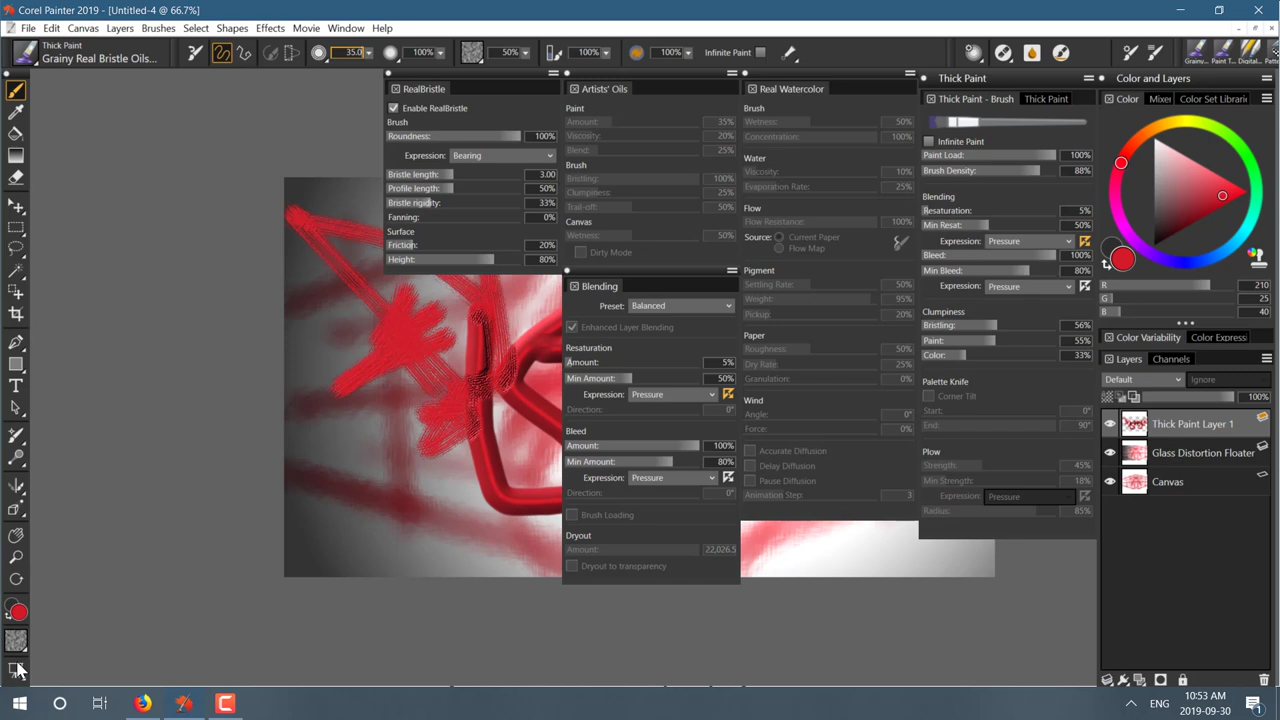 Corel Painter 2019 - [Untitled-4 @ 66.7%]
File Edit Canvas Layers Brushes Select Shapes Effects Movie Window Help
Thick Paint
Grainy Real Bristle Oils...
35.0 100% 50% 100% 100% Infinite Paint
Grainy... Paint T... Digital...
RealBristle
Enable RealBristle
Brush
Roundness: 100%
Expression: Bearing
Bristle length: 3.00
Profile length: 50%
Bristle rigidity: 33%
Fanning: 0%
Surface
Friction: 20%
Height: 80%
Artists' Oils
Paint
Amount: 35%
Viscosity: 20%
Blend: 25%
Brush
Bristling: 100%
Clumpiness: 25%
Trail-off: 50%
Canvas
Wetness: 50%
Dirty Mode
Blending
Preset: Balanced
Enhanced Layer Blending
Resaturation
Amount: 5%
Min Amount: 50%
Expression: Pressure
Direction: 0°
Bleed
Amount: 100%
Min Amount: 80%
Expression: Pressure
Direction: 0°
Brush Loading
Dryout
Amount: 22,026.5
Dryout to transparency
Real Watercolor
Brush
Wetness: 50%
Concentration: 100%
Water
Viscosity: 10%
Evaporation Rate: 25%
Flow
Flow Resistance: 100%
Source: Current Paper
Flow Map
Pigment
Settling Rate: 50%
Weight: 95%
Pickup: 20%
Paper
Roughness: 50%
Dry Rate: 25%
Granulation: 0%
Wind
Angle: 0°
Force: 0%
Accurate Diffusion
Delay Diffusion
Pause Diffusion
Animation Step: 3
Thick Paint
Thick Paint - Brush Thick Paint
Infinite Paint
Paint Load: 100%
Brush Density: 88%
Blending
Resaturation: 5%
Min Resat: 50%
Expression: Pressure
Bleed: 100%
Min Bleed: 80%
Expression: Pressure
Clumpiness:
Bristling: 56%
Paint: 55%
Color: 33%
Palette Knife
Corner Tilt
Start: 0°
End: 90°
Plow
Strength: 45%
Min Strength: 18%
Expression: Pressure
Radius: 85%
Color and Layers
Color Mixer Color Set Librarie
R 210
G 25
B 40
Color Variability Color Express
Layers Channels
Default Ignore
100%
Thick Paint Layer 1
Glass Distortion Floater
Canvas
T
ENG
10:53 AM
2019-09-30
1